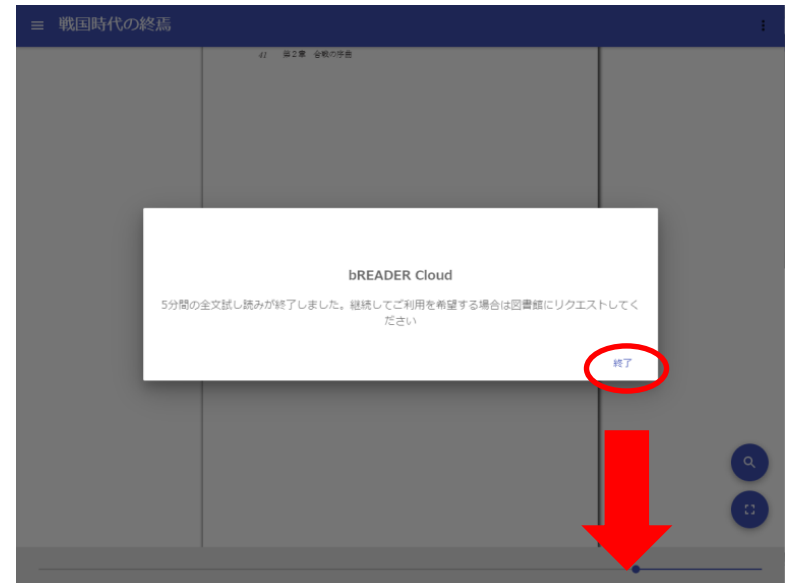 戦国時代の終焉
41 第2章 合戦の序曲
bREADER Cloud
5分間の全文試し読みが終了しました。継続してご利用を希望する場合は図書館にリクエストしてく
ださい
終了